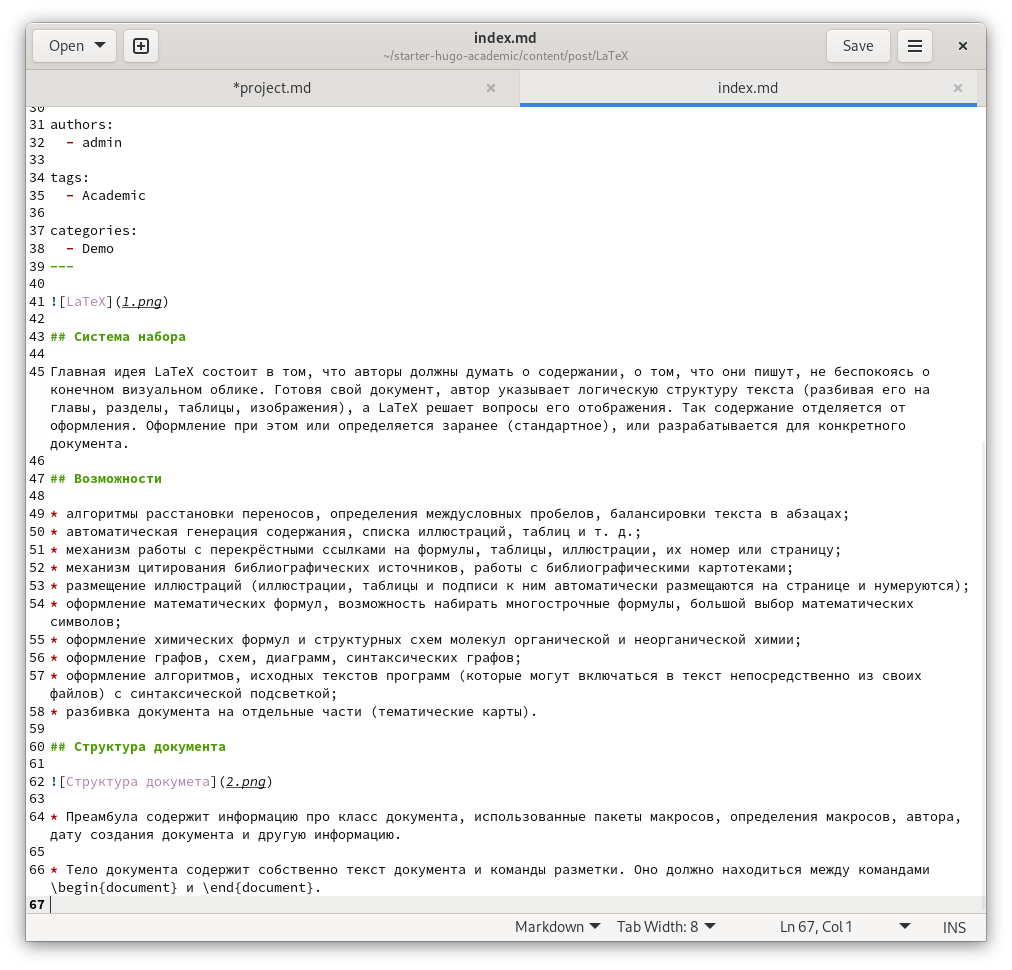 Open
index.md
~/starter-hugo-academic/content/post/LaTeX
Save
*project.md
index.md
30
31 authors:
32   - admin
33
34 tags:
35   - Academic
36
37 categories:
38   - Demo
39 ---
40
41 ![LaTeX](1.png)
42
43 ## Система набора
44
45 Главная идея LaTeX состоит в том, что авторы должны думать о содержании, о том, что они пишут, не беспокоясь о
конечном визуальном облике. Готовя свой документ, автор указывает логическую структуру текста (разбивая его на
главы, разделы, таблицы, изображения), а LaTeX решает вопросы его отображения. Так содержание отделяется от
оформления. Оформление при этом или определяется заранее (стандартное), или разрабатывается для конкретного
документа.
46
47 ## Возможности
48
49 * алгоритмы расстановки переносов, определения междусловных пробелов, балансировки текста в абзацах;
50 * автоматическая генерация содержания, списка иллюстраций, таблиц и т. д.;
51 * механизм работы с перекрёстными ссылками на формулы, таблицы, иллюстрации, их номер или страницу;
52 * механизм цитирования библиографических источников, работы с библиографическими картотеками;
53 * размещение иллюстраций (иллюстрации, таблицы и подписи к ним автоматически размещаются на странице и нумеруются);
54 * оформление математических формул, возможность набирать многострочные формулы, большой выбор математических
символов;
55 * оформление химических формул и структурных схем молекул органической и неорганической химии;
56 * оформление графов, схем, диаграмм, синтаксических графов;
57 * оформление алгоритмов, исходных текстов программ (которые могут включаться в текст непосредственно из своих
файлов) с синтаксической подсветкой;
58 * разбивка документа на отдельные части (тематические карты).
59
60 ## Структура документа
61
62 ![Структура докумета](2.png)
63
64 * Преамбула содержит информацию про класс документа, использованные пакеты макросов, определения макросов, автора,
дату создания документа и другую информацию.
65
66 * Тело документа содержит собственно текст документа и команды разметки. Оно должно находиться между командами
\begin{document} и \end{document}.
67
Markdown
Tab Width: 8
Ln 67, Col 1
INS